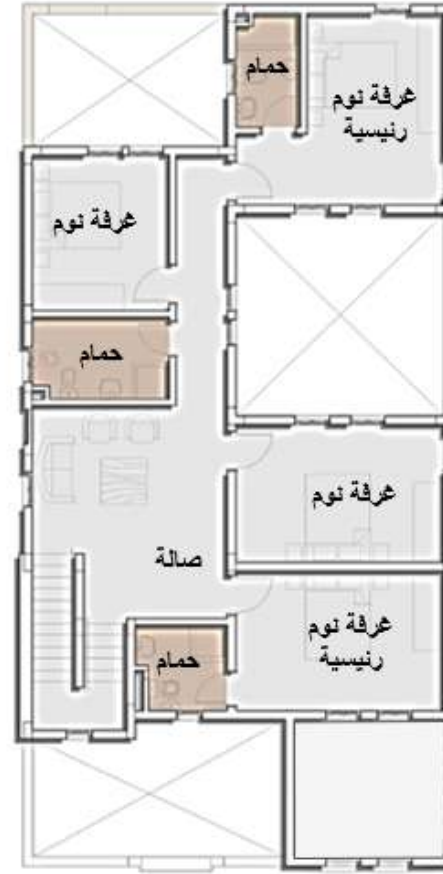 حمام
غرفة نوم
رئيسية
غرفة نوم
حمام
غرفة نوم
صالة
غرفة نوم
رئيسية
حمام